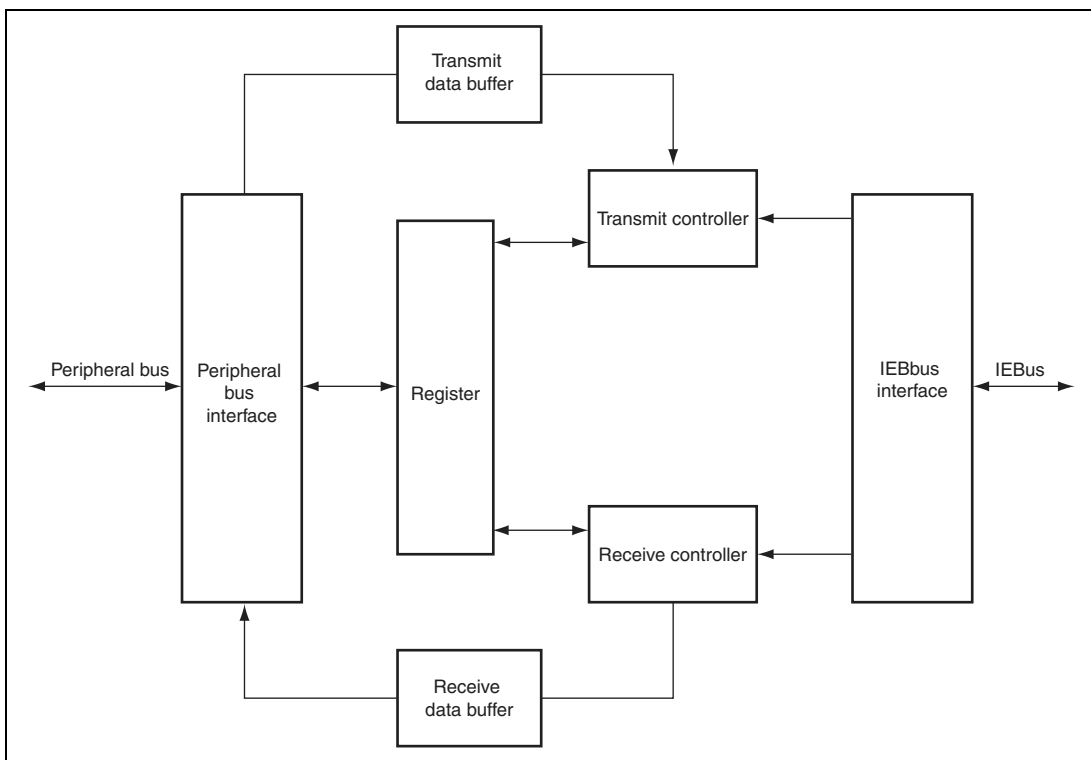 Transmit
data buffer
Transmit controller
Peripheral bus
Peripheral
bus
interface
Register
IEBbus
interface
IEBus
Receive controller
Receive
data buffer